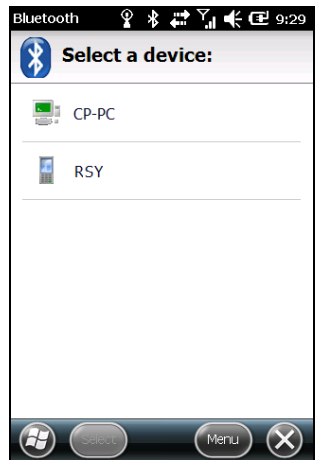 Bluetooth 9:29
Select a device:
CP-PC
RSY
Select Menu